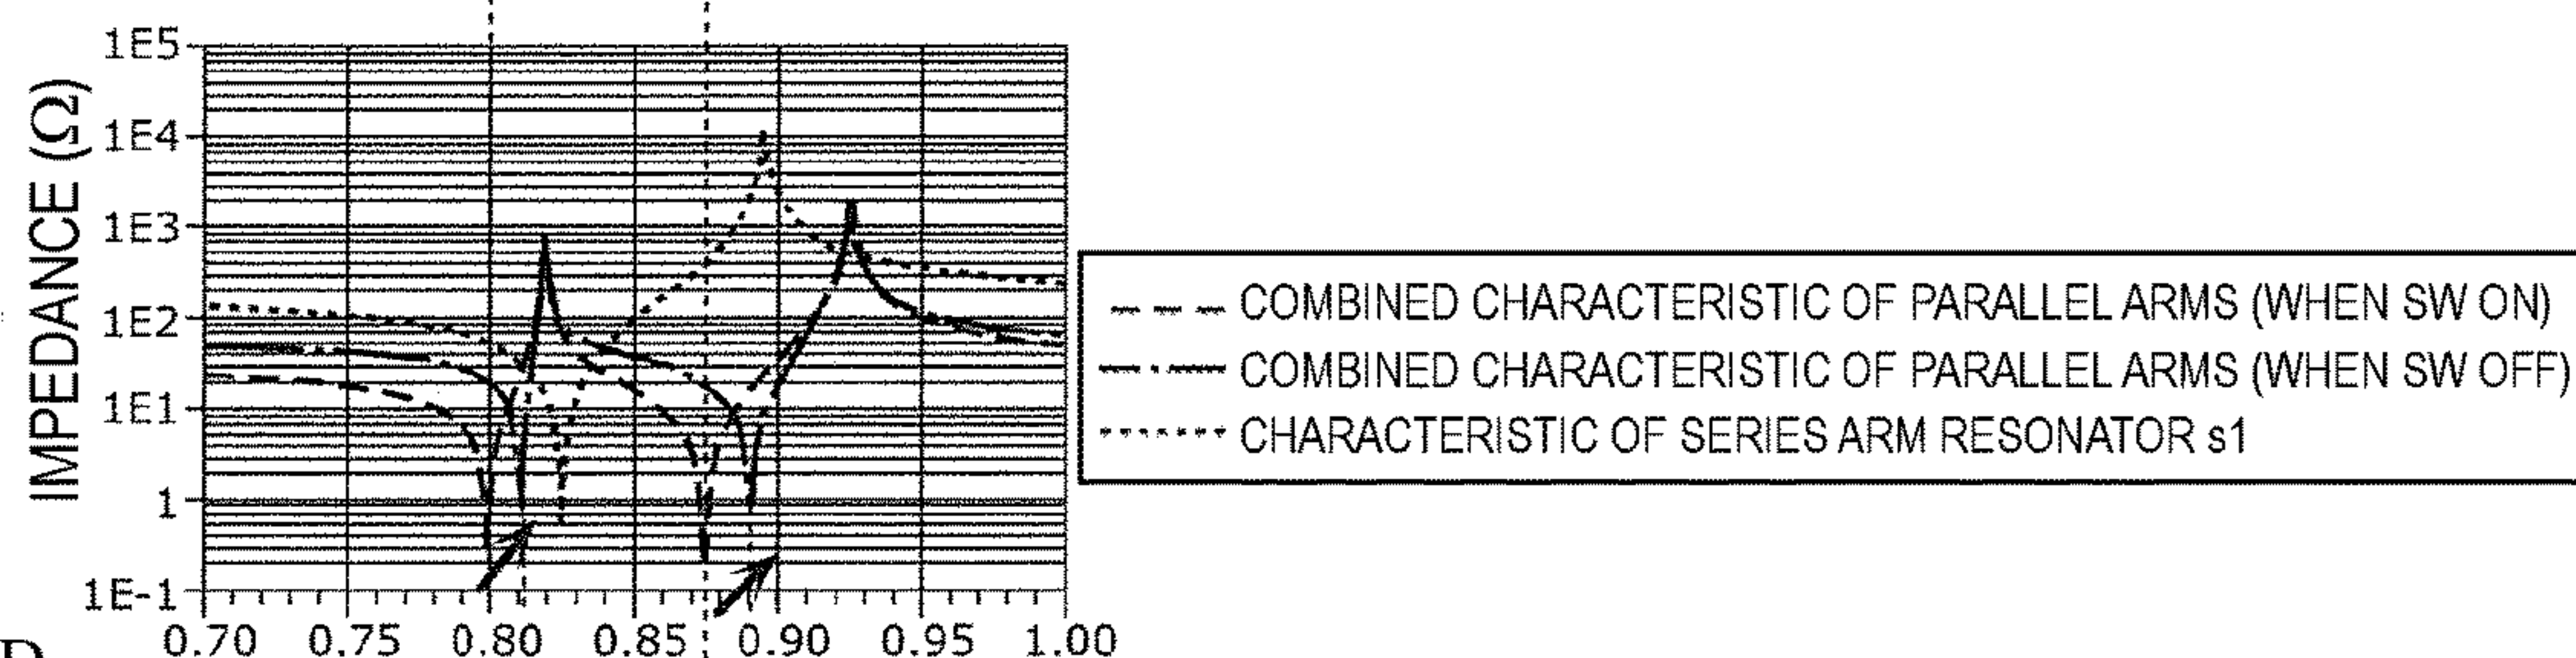 1E5
1E4
1E3
1E2
1E1
1
1E-1
IMPEDANCE (Ω)
0.70 0.75 0.80 0.85 0.90 0.95 1.00
COMBINED CHARACTERISTIC OF PARALLEL ARMS (WHEN SW ON)
COMBINED CHARACTERISTIC OF PARALLEL ARMS (WHEN SW OFF)
CHARACTERISTIC OF SERIES ARM RESONATOR s1